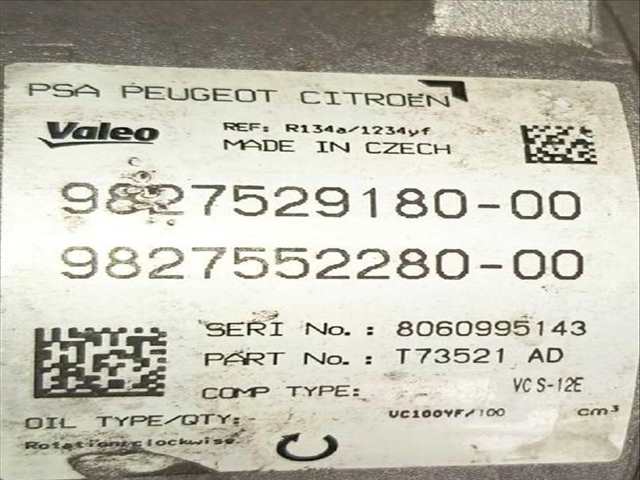 PSA PEUGEOT CITROEN
Valeo
REF: R134a/1234yf
MADE IN CZECH
9827529180-00
9827552280-00
SERI No.: 8060995143
PART No.: T73521 AD
COMP TYPE: VC S-12E
OIL TYPE/QTY:- VC100YF/100 cm³
Rotation:clockwise